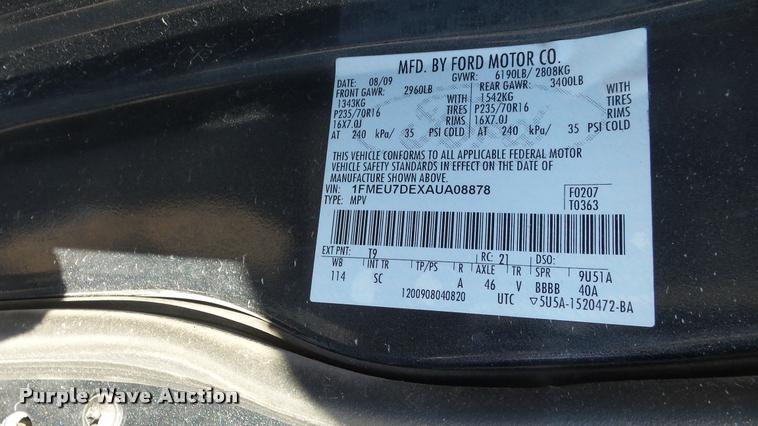 MFD. BY FORD MOTOR CO.
DATE: 08/09 GVWR: 6190LB/ 2808KG
FRONT GAWR: 2960LB REAR GAWR: 3400LB
1343KG WITH 1542KG WITH
P235/70R16 TIRES P235/70R16 TIRES
16X7.0J RIMS 16X7.0J RIMS
AT 240 kPa/ 35 PSI COLD AT 240 kPa/ 35 PSI COLD
THIS VEHICLE CONFORMS TO ALL APPLICABLE FEDERAL MOTOR
VEHICLE SAFETY STANDARDS IN EFFECT ON THE DATE OF
MANUFACTURE SHOWN ABOVE.
VIN: 1FMEU7DEXAUA08878 F0207
TYPE: MPV T0363
EXT PNT: T9 RC: 21 DSO:
WB INT TR TP/PS R AXLE TR SPR 9U51A
114 SC A 46 V BBBB 40A
1200908040820 UTC ▽5U5A-1520472-BA
Purple Wave Auction